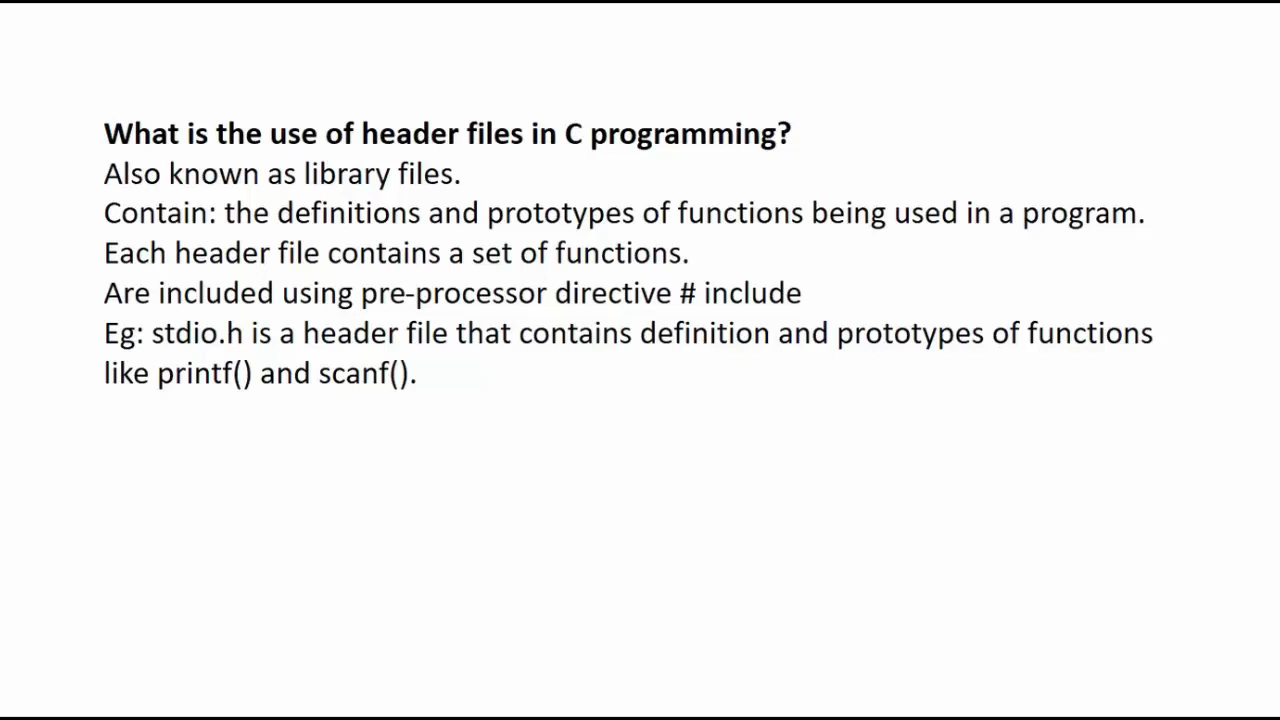 What is the use of header files in C programming?
Also known as library files.
Contain: the definitions and prototypes of functions being used in a program.
Each header file contains a set of functions.
Are included using pre-processor directive # include
Eg: stdio.h is a header file that contains definition and prototypes of functions
like printf() and scanf().